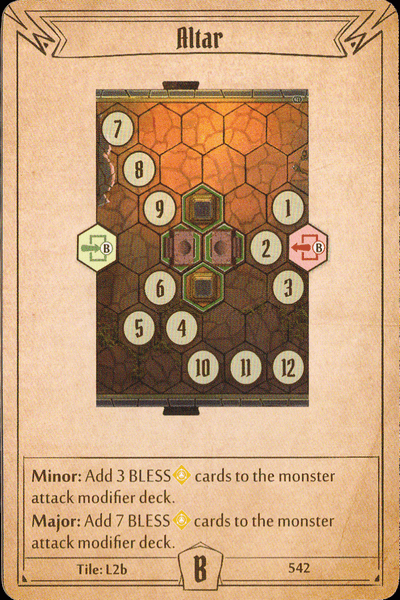 Altar
7
8
9 1
B 2 B
6 3
5 4
10 11 12
Minor: Add 3 BLESS cards to the monster
attack modifier deck.
Major: Add 7 BLESS cards to the monster
attack modifier deck.
Tile: L2b B 542